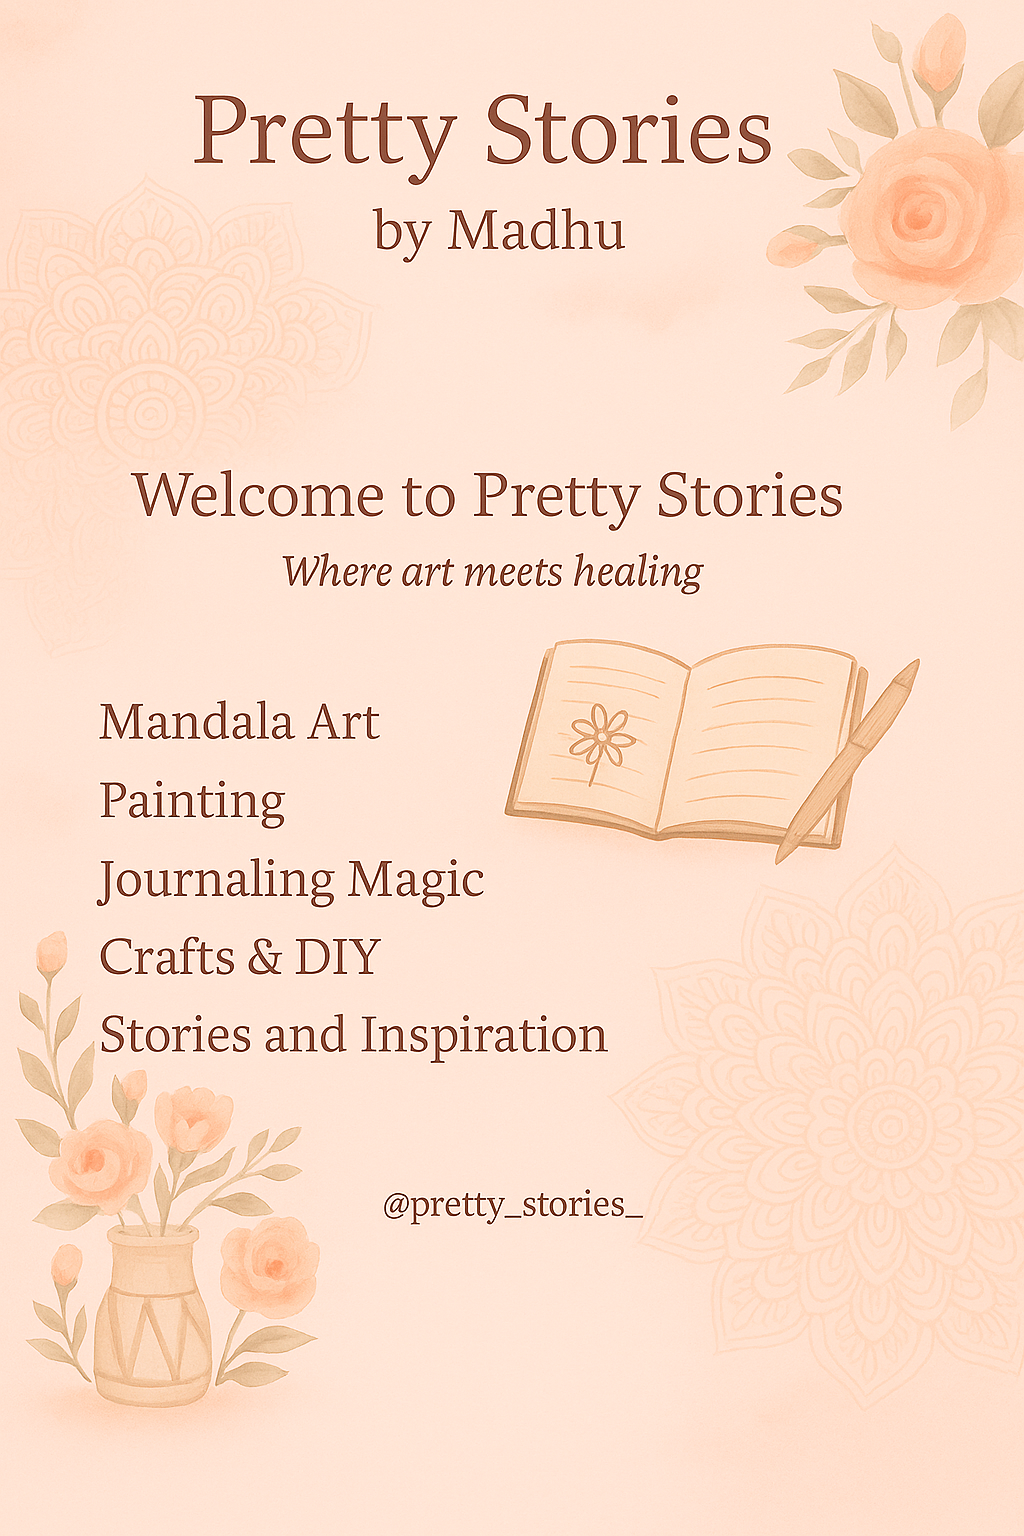 Pretty Stories
by Madhu
Welcome to Pretty Stories
Where art meets healing
Mandala Art
Painting
Journaling Magic
Crafts & DIY
Stories and Inspiration
@pretty_stories_